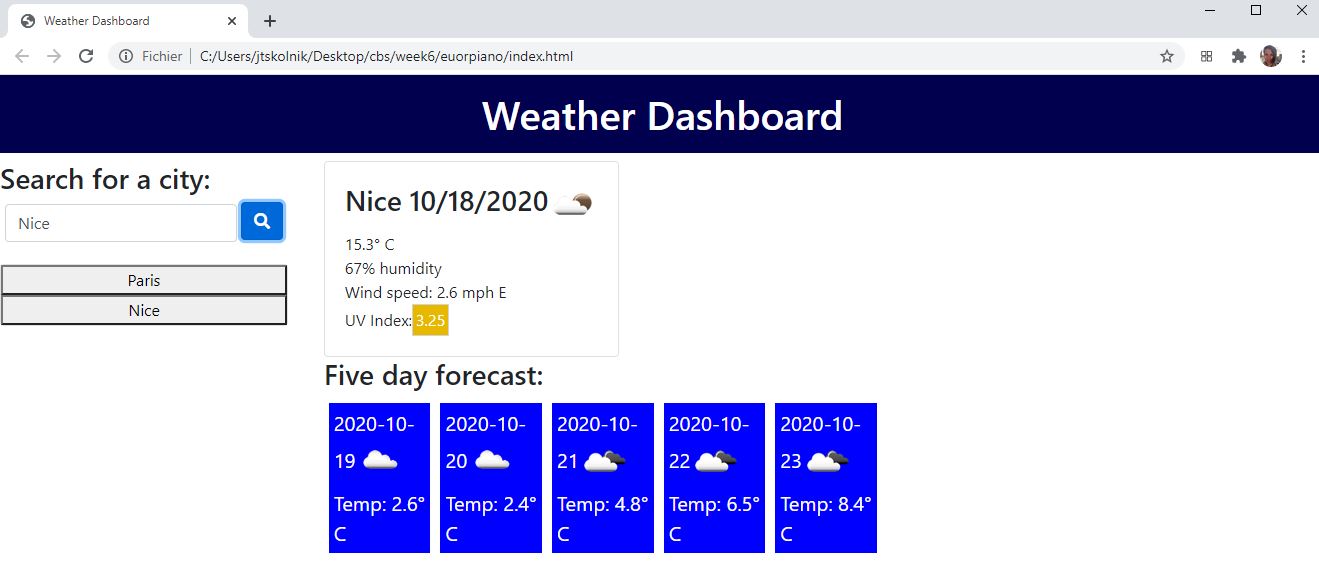 Weather Dashboard
Fichier | C:/Users/jtskolnik/Desktop/cbs/week6/euorpiano/index.html
Weather Dashboard
Search for a city:
Nice
Paris
Nice
Nice 10/18/2020
15.3° C
67% humidity
Wind speed: 2.6 mph E
UV Index: 3.25
Five day forecast:
2020-10-
19
Temp: 2.6°
C
2020-10-
20
Temp: 2.4°
C
2020-10-
21
Temp: 4.8°
C
2020-10-
22
Temp: 6.5°
C
2020-10-
23
Temp: 8.4°
C